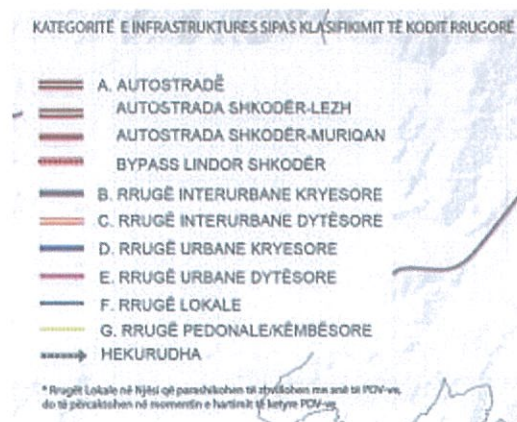 KATEGORITË E INFRASTRUKTURES SIPAS KLASIFIKIMIT TË KODIT RRUGORË
A. AUTOSTRADË
AUTOSTRADA SHKODËR-LEZH
AUTOSTRADA SHKODËR-MURIQAN
BYPASS LINDOR SHKODËR
B. RRUGË INTERURBANE KRYESORE
C. RRUGË INTERURBANE DYTËSORE
D. RRUGË URBANE KRYESORE
E. RRUGË URBANE DYTËSORE
F. RRUGË LOKALE
G. RRUGË PEDONALE/KËMBËSORE
HEKURUDHA
* Rrugët Lokale në Njësi që parashikohen të zhvillohen me anë të PDV-ve,
do të përcaktohen në momentin e hartimit të ketyre PDV-ve